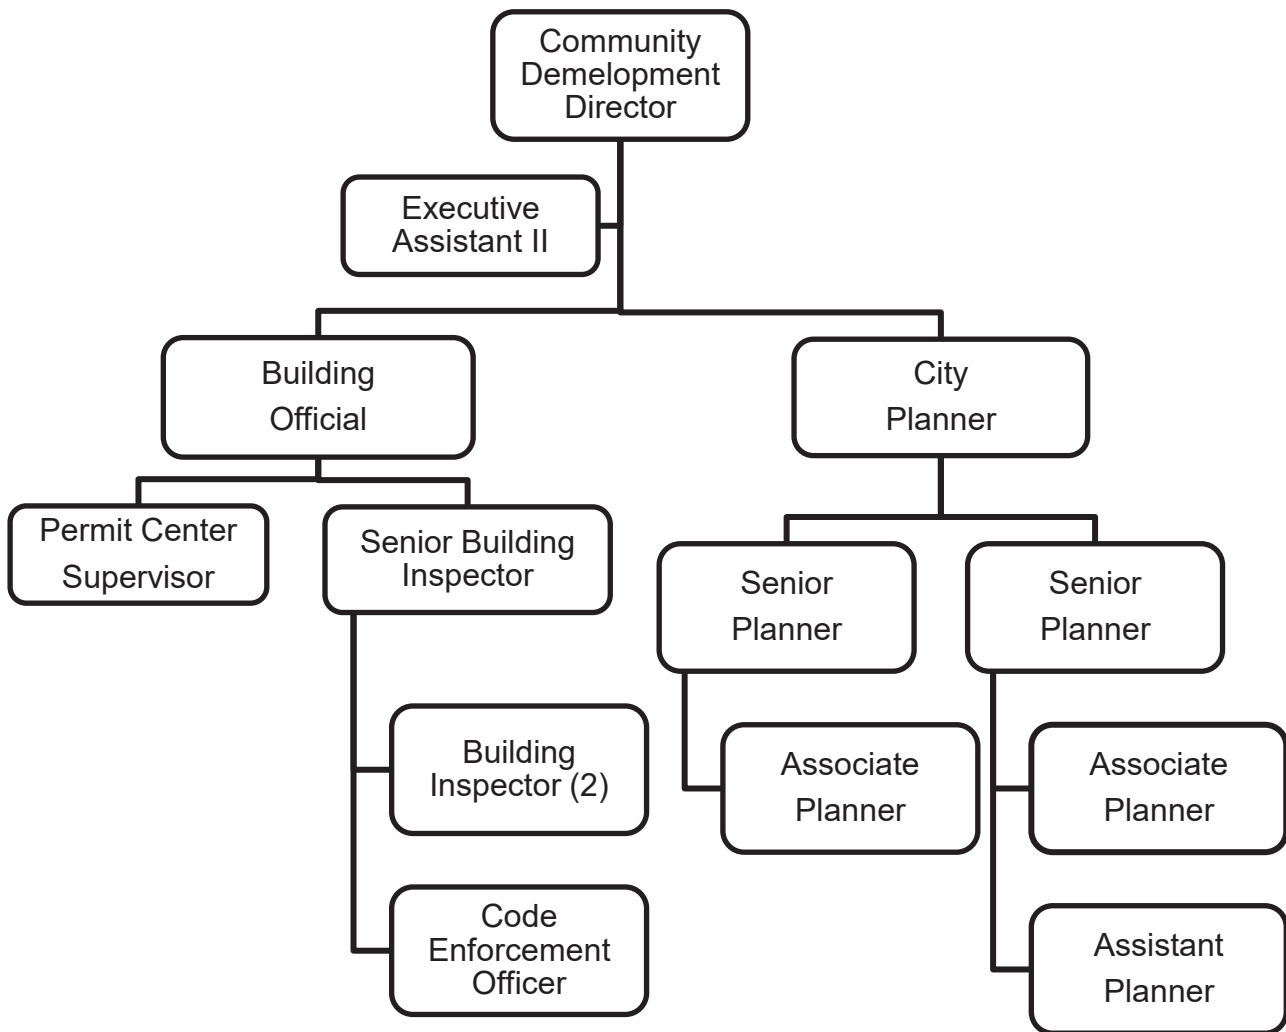 Community
Demelopment
Director
Executive
Assistant II
Building
Official
City
Planner
Permit Center
Supervisor
Senior Building
Inspector
Senior
Planner
Senior
Planner
Building
Inspector (2)
Associate
Planner
Associate
Planner
Code
Enforcement
Officer
Assistant
Planner